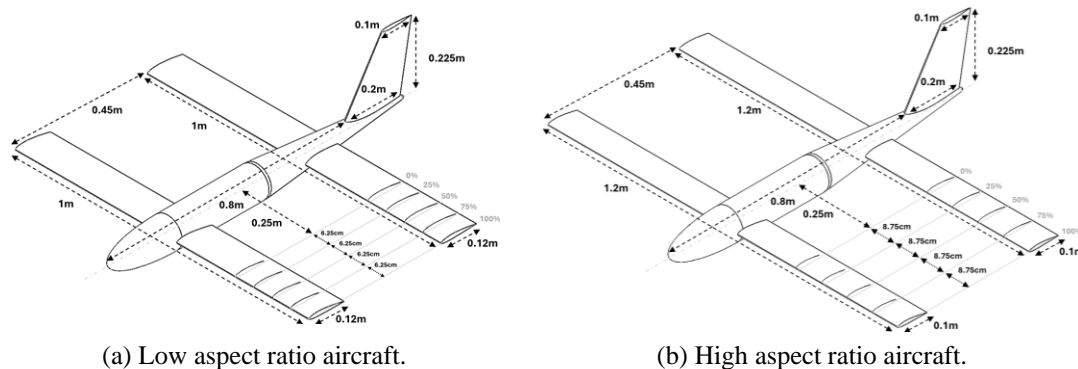 0.1m
0.225m
0.2m
0.45m
1m
0%
25%
50%
75%
100%
0.8m
0.25m
1m
6.25cm
6.25cm
6.25cm
6.25cm
0.12m
0.12m
(a) Low aspect ratio aircraft.
0.1m
0.225m
0.2m
0.45m
1.2m
0%
25%
50%
75%
100%
0.8m
0.25m
1.2m
8.75cm
8.75cm
8.75cm
8.75cm
0.1m
0.1m
(b) High aspect ratio aircraft.